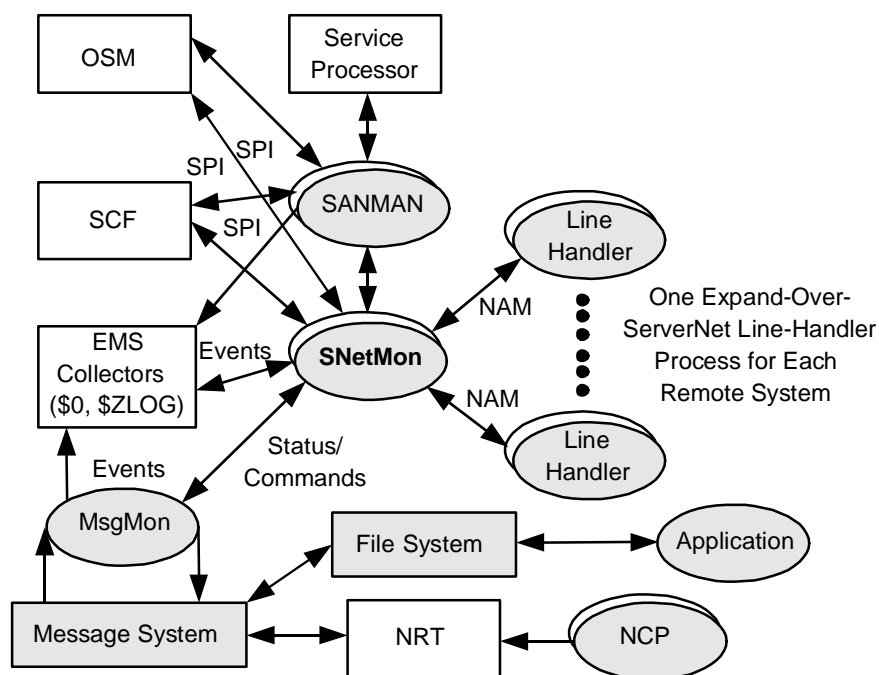 OSM
Service
Processor
SPI
SPI
SCF
SPI
SANMAN
Line
Handler
NAM
One Expand-Over-
ServerNet Line-Handler
Process for Each
Remote System
EMS
Collectors
($0, $ZLOG)
Events
SNetMon
NAM
Line
Handler
Status/
Commands
Events
MsgMon
File System
Application
Message System
NRT
NCP